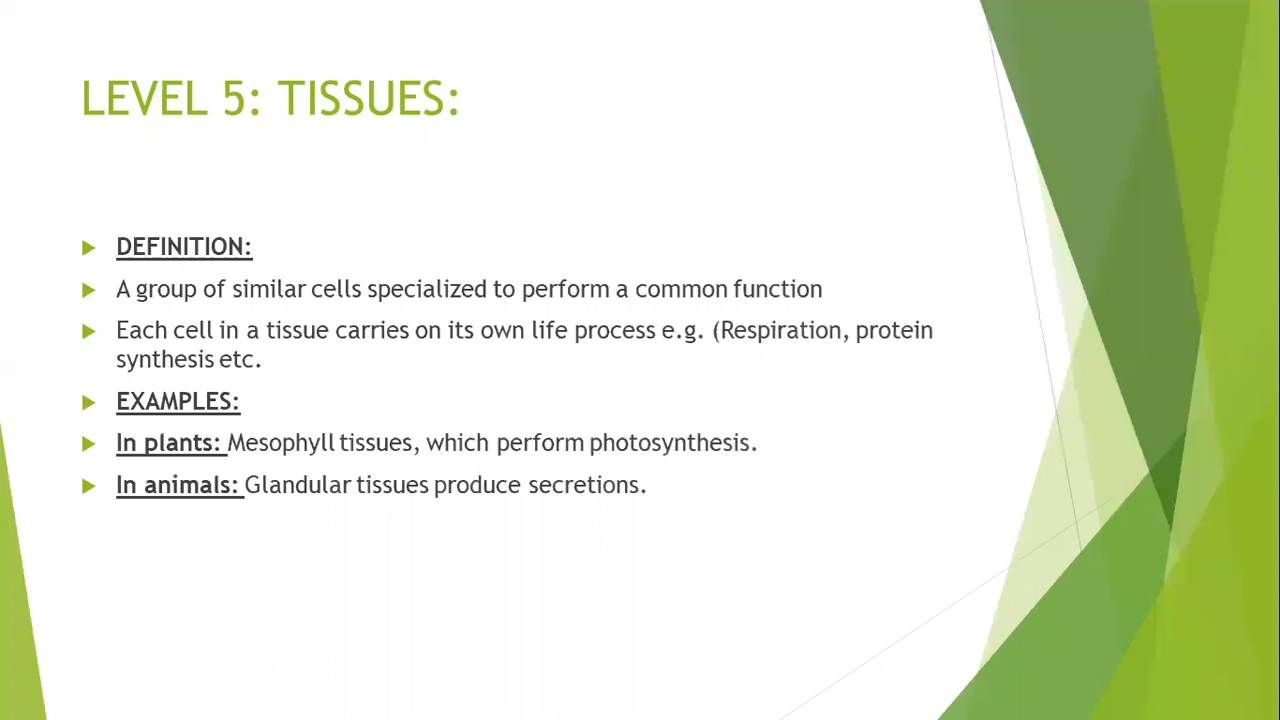 LEVEL 5: TISSUES:
DEFINITION:
A group of similar cells specialized to perform a common function
Each cell in a tissue carries on its own life process e.g. (Respiration, protein
synthesis etc.
EXAMPLES:
In plants: Mesophyll tissues, which perform photosynthesis.
In animals: Glandular tissues produce secretions.